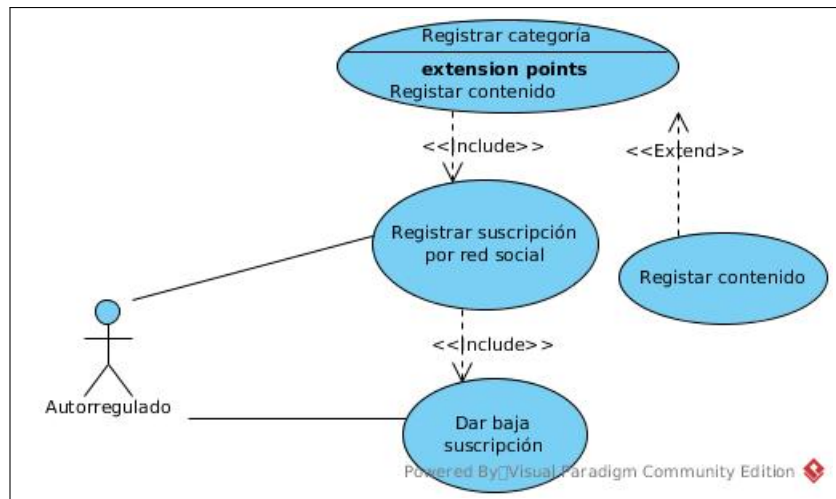 Registrar categoría
extension points
Registar contenido
<<Include>>
<<Extend>>
Registrar suscripción
por red social
Registar contenido
<<Include>>
Autorregulado
Dar baja
suscripción
Powered By Visual Paradigm Community Edition